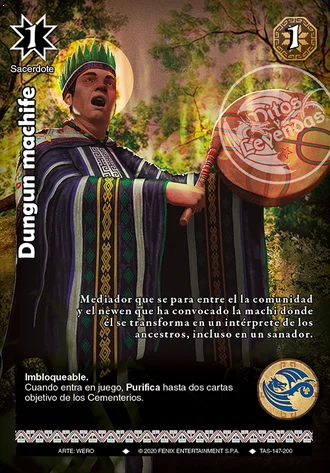 1
1
Sacerdote
Dungun machife
Mitos
Leyendas
Mediador que se para entre el la comunidad
y el newen que ha convocado la machi donde
él se transforma en un intérprete de los
ancestros, incluso en un sanador.
Imbloqueable.
Cuando entra en juego, Purifica hasta dos cartas
objetivo de los Cementerios.
ARTE: WERO
© 2020 FENIX ENTERTAINMENT S.P.A.
TAS-147-200